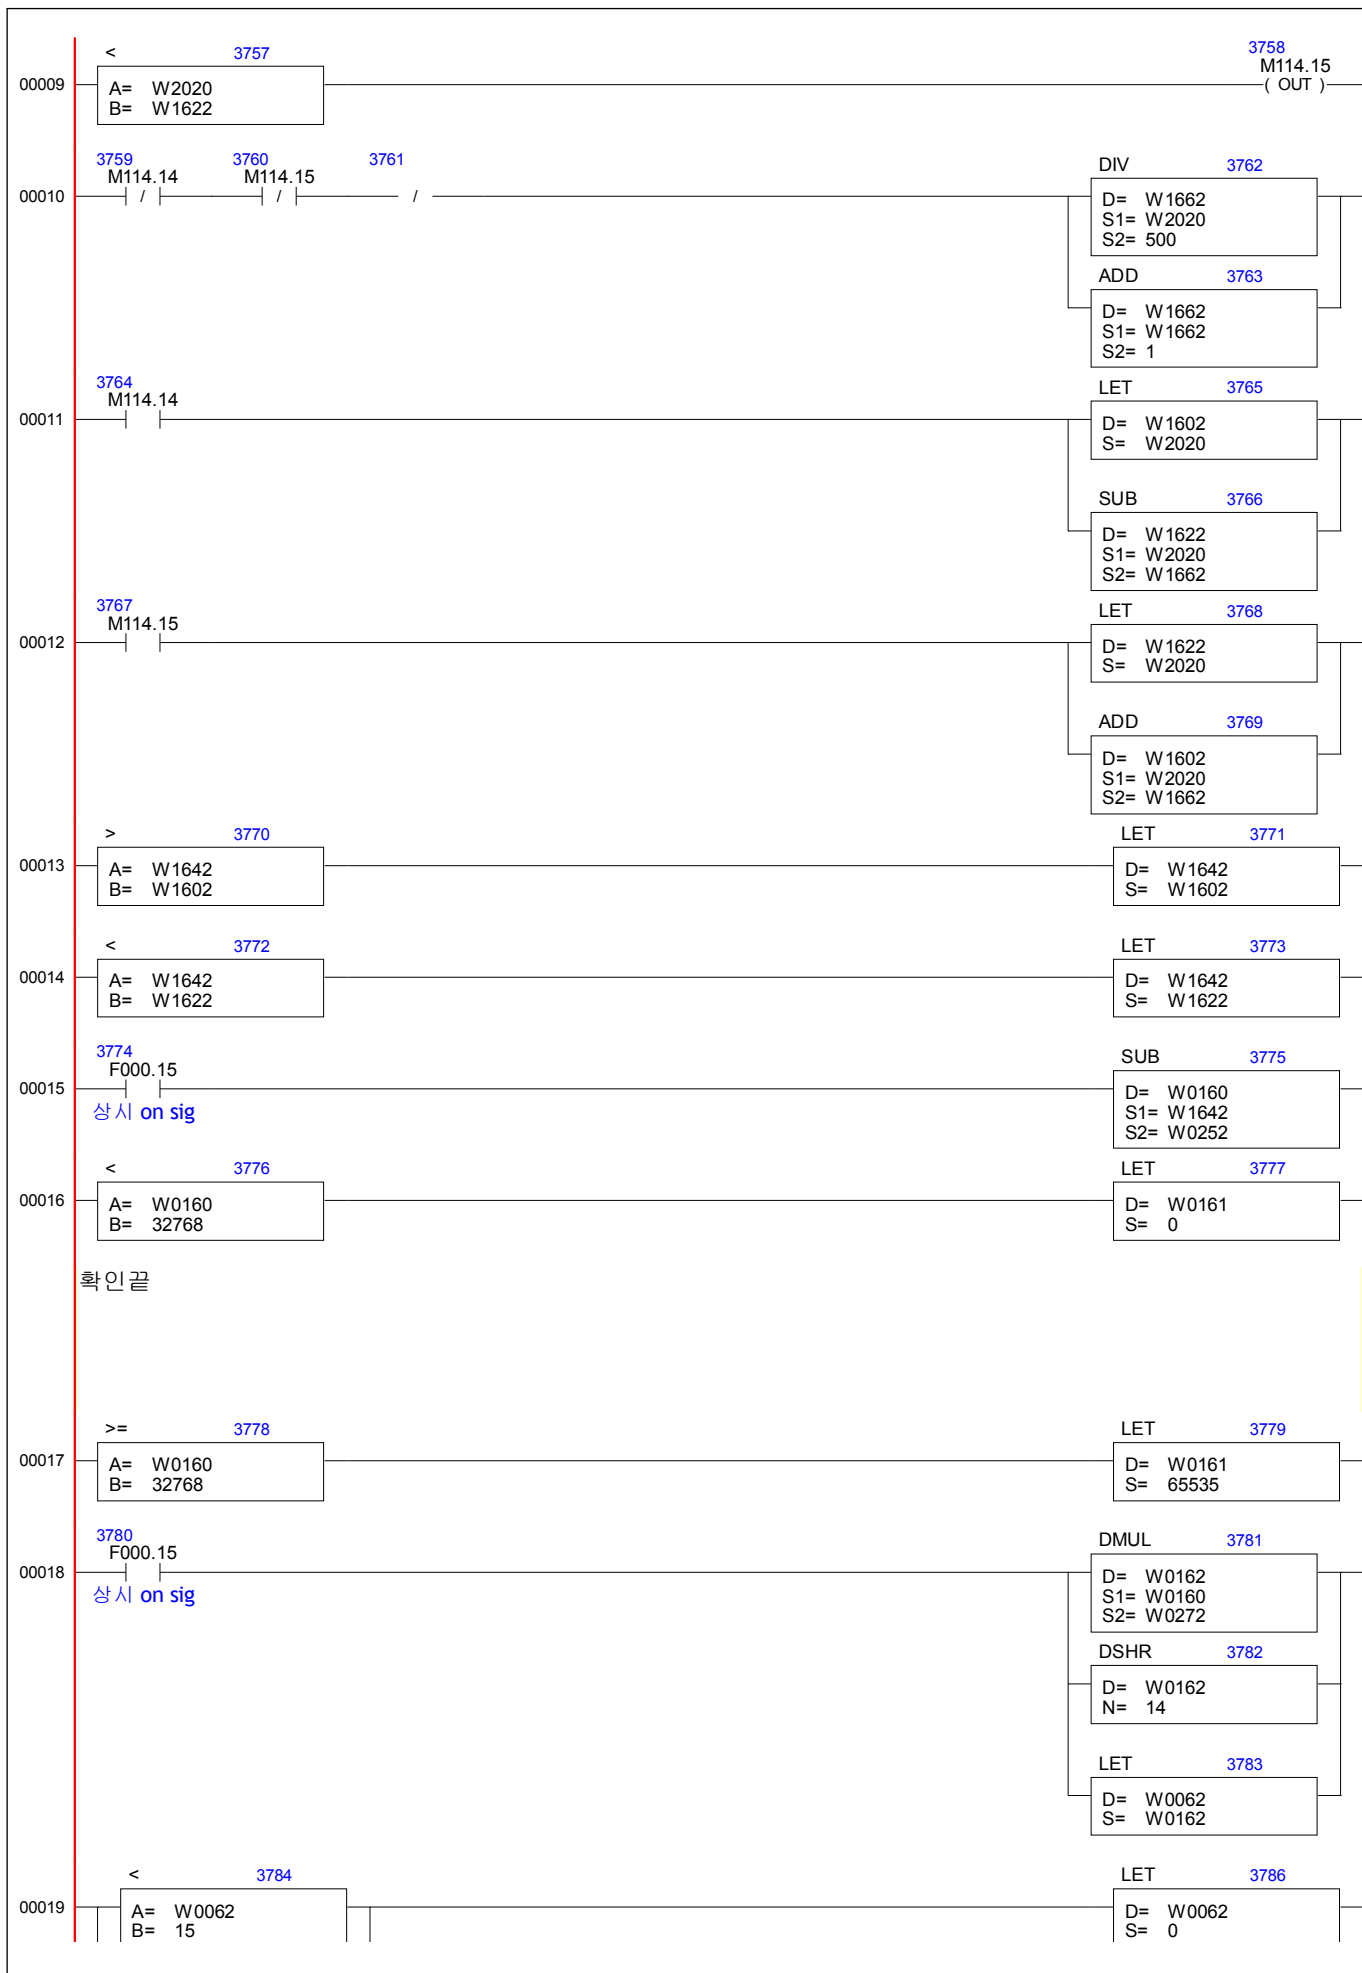 < 3757
3758
M114.15
00009
A= W2020
B= W1622
( OUT )
3759 3760 3761
M114.14 M114.15
DIV 3762
00010
/ / /
D= W1662
S1= W2020
S2= 500
ADD 3763
D= W1662
S1= W1662
S2= 1
3764
M114.14
LET 3765
00011
D= W1602
S= W2020
SUB 3766
D= W1622
S1= W2020
S2= W1662
3767
M114.15
LET 3768
00012
D= W1622
S= W2020
ADD 3769
D= W1602
S1= W2020
S2= W1662
> 3770
LET 3771
00013
A= W1642
B= W1602
D= W1642
S= W1602
< 3772
LET 3773
00014
A= W1642
B= W1622
D= W1642
S= W1622
3774
F000.15
SUB 3775
00015
상시 on sig
D= W0160
S1= W1642
S2= W0252
< 3776
LET 3777
00016
A= W0160
B= 32768
D= W0161
S= 0
확인끝
>= 3778
LET 3779
00017
A= W0160
B= 32768
D= W0161
S= 65535
3780
F000.15
DMUL 3781
00018
상시 on sig
D= W0162
S1= W0160
S2= W0272
DSHR 3782
D= W0162
N= 14
LET 3783
D= W0062
S= W0162
< 3784
LET 3786
00019
A= W0062
B= 15
D= W0062
S= 0